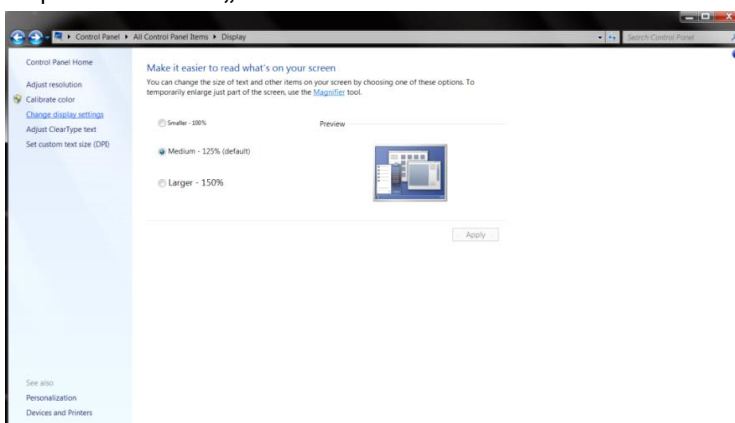 Control Panel ▸ All Control Panel Items ▸ Display
Search Control Panel
Control Panel Home
Adjust resolution
Calibrate color
Change display settings
Adjust ClearType text
Set custom text size (DPI)
Make it easier to read what's on your screen
You can change the size of text and other items on your screen by choosing one of these options. To
temporarily enlarge just part of the screen, use the Magnifier tool.
Smaller - 100%
Preview
Medium - 125% (default)
Larger - 150%
Apply
See also
Personalization
Devices and Printers